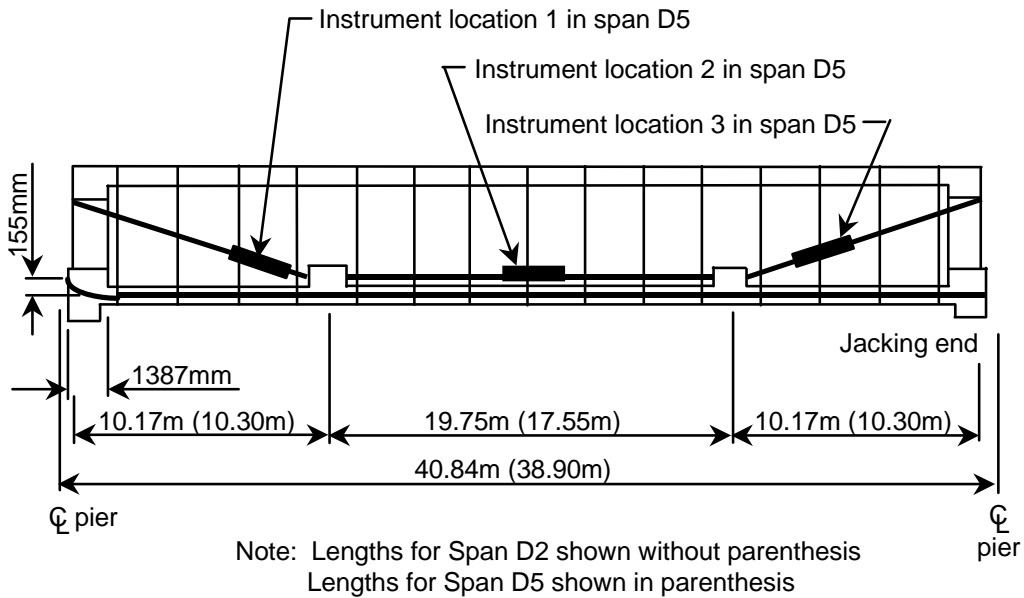 Instrument location 1 in span D5
Instrument location 2 in span D5
Instrument location 3 in span D5
155mm
Jacking end
1387mm
10.17m (10.30m)
19.75m (17.55m)
10.17m (10.30m)
40.84m (38.90m)
℄ pier
℄
pier
Note: Lengths for Span D2 shown without parenthesis
Lengths for Span D5 shown in parenthesis